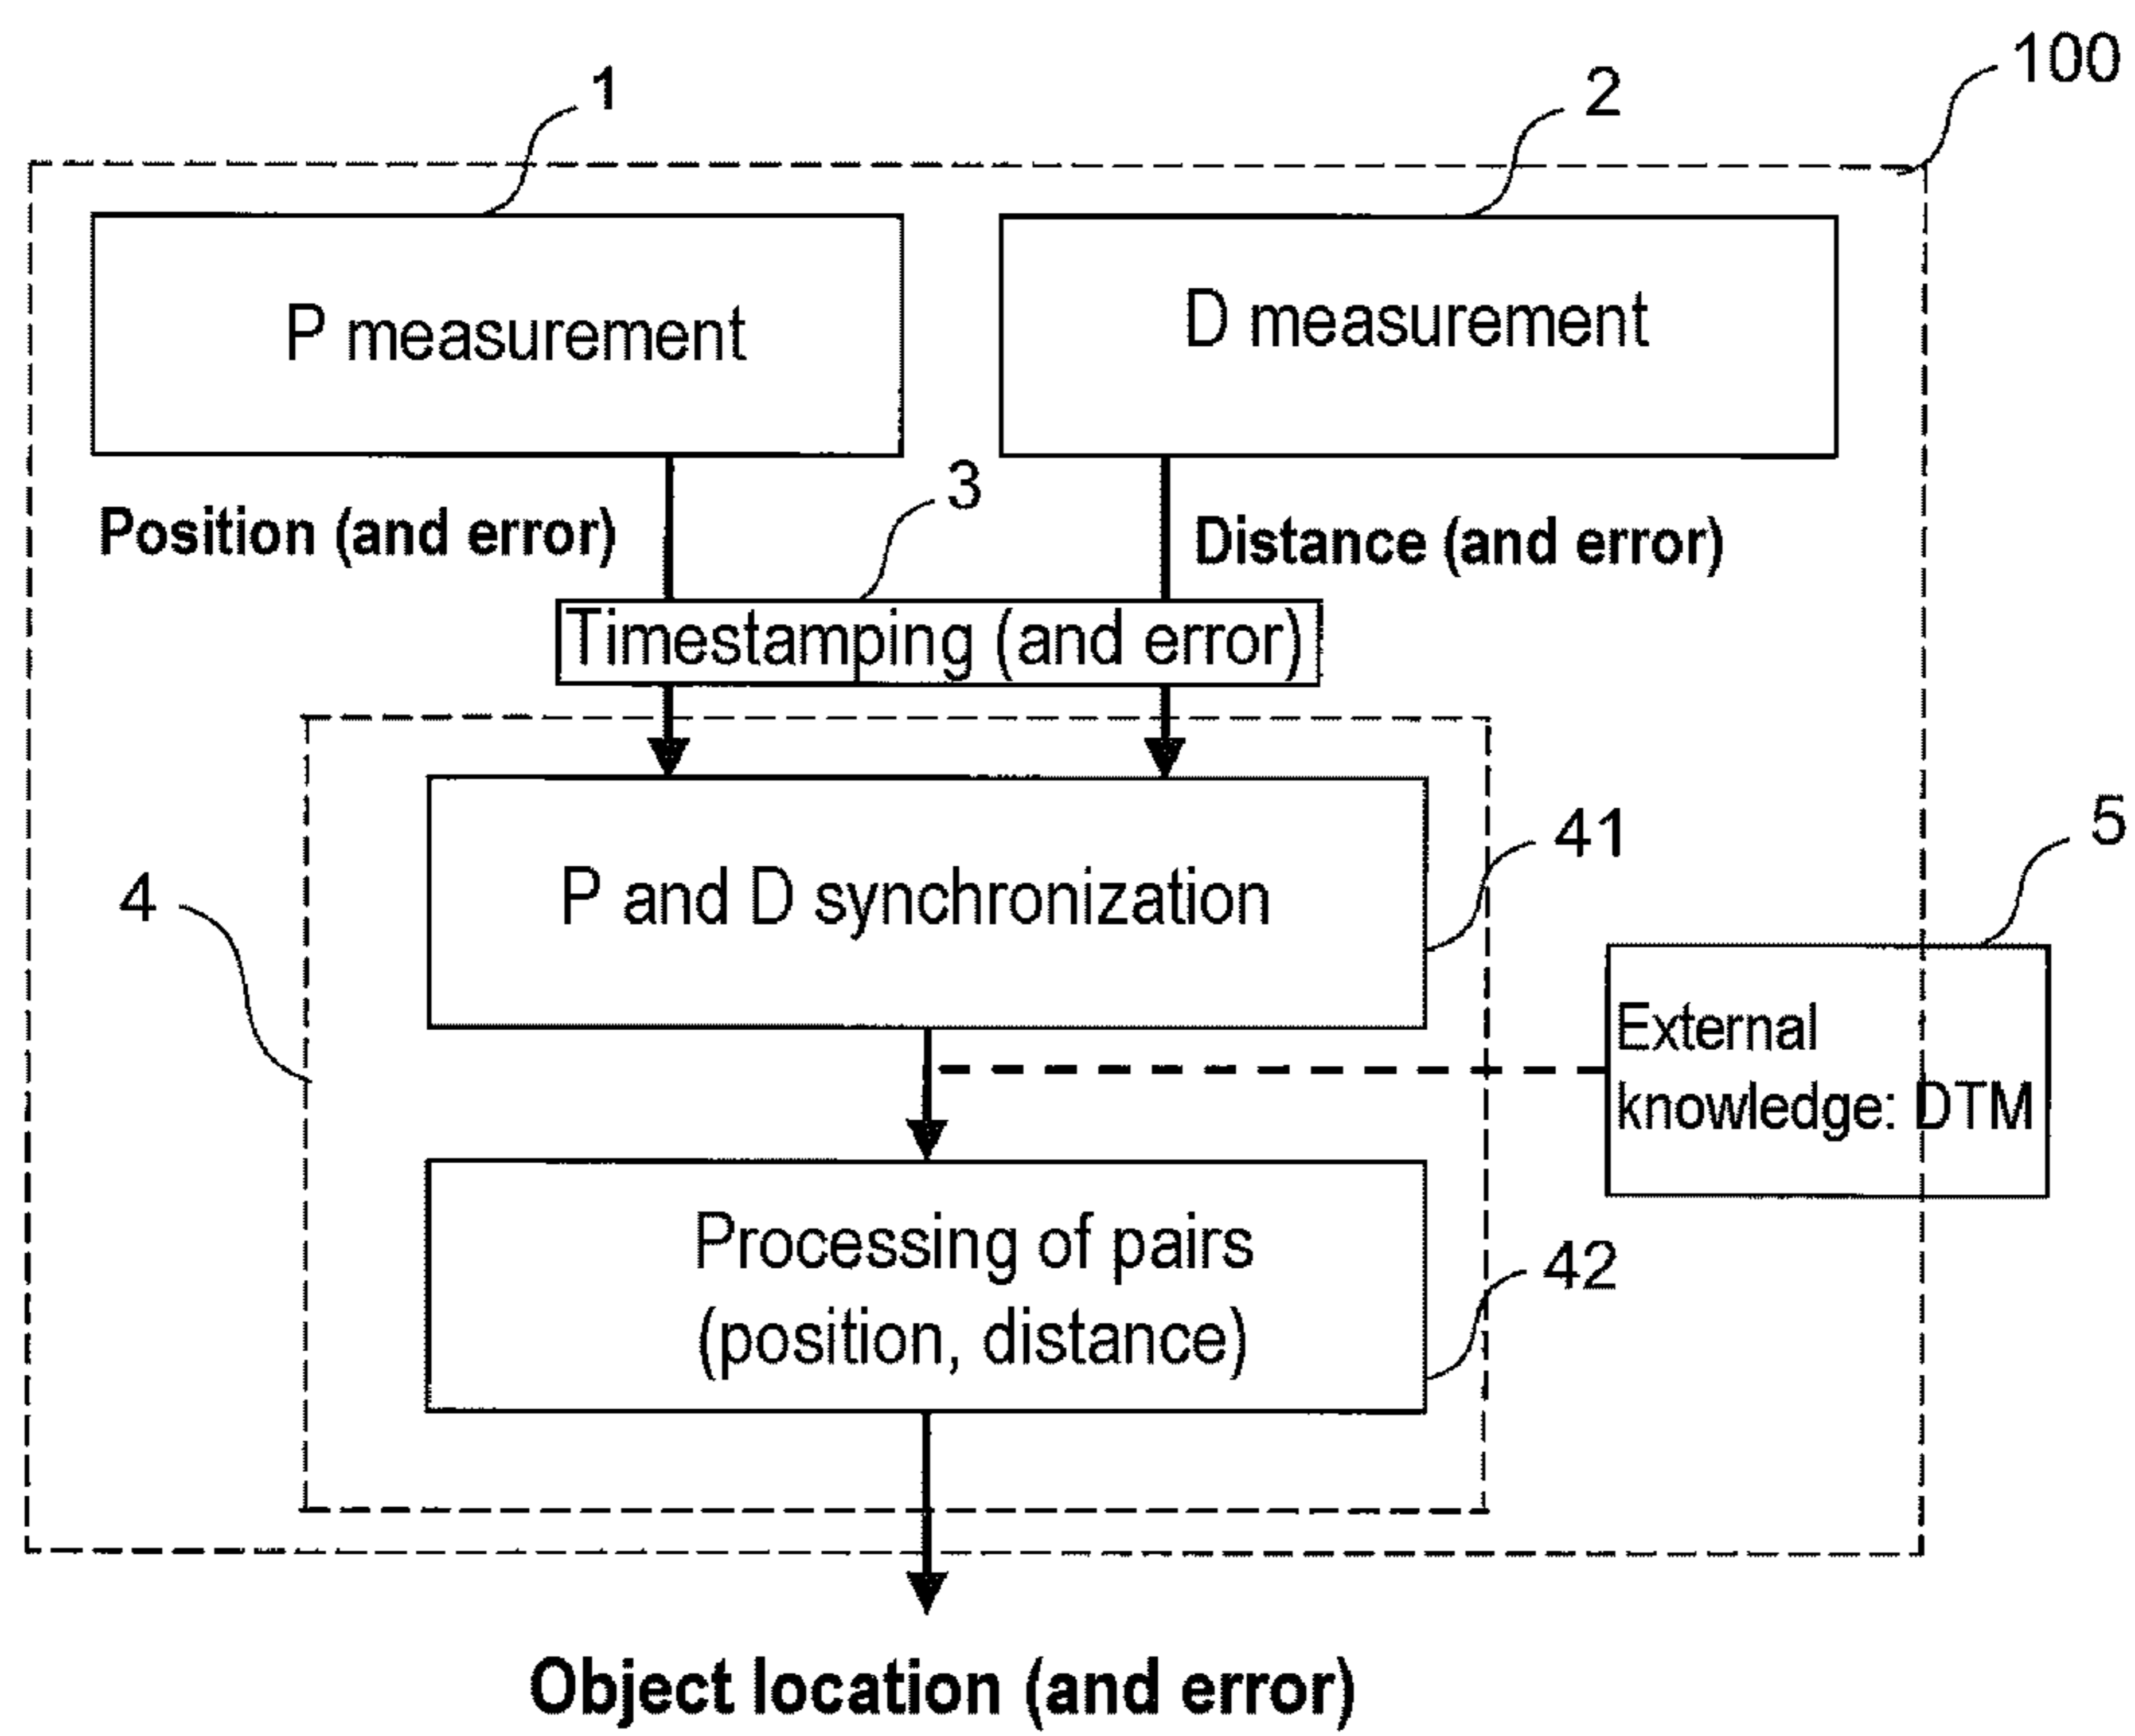 100
1
2
P measurement
D measurement
3
Position (and error)
Distance (and error)
Timestamping (and error)
4
P and D synchronization
41
5
External
knowledge: DTM
Processing of pairs
(position, distance)
42
Object location (and error)